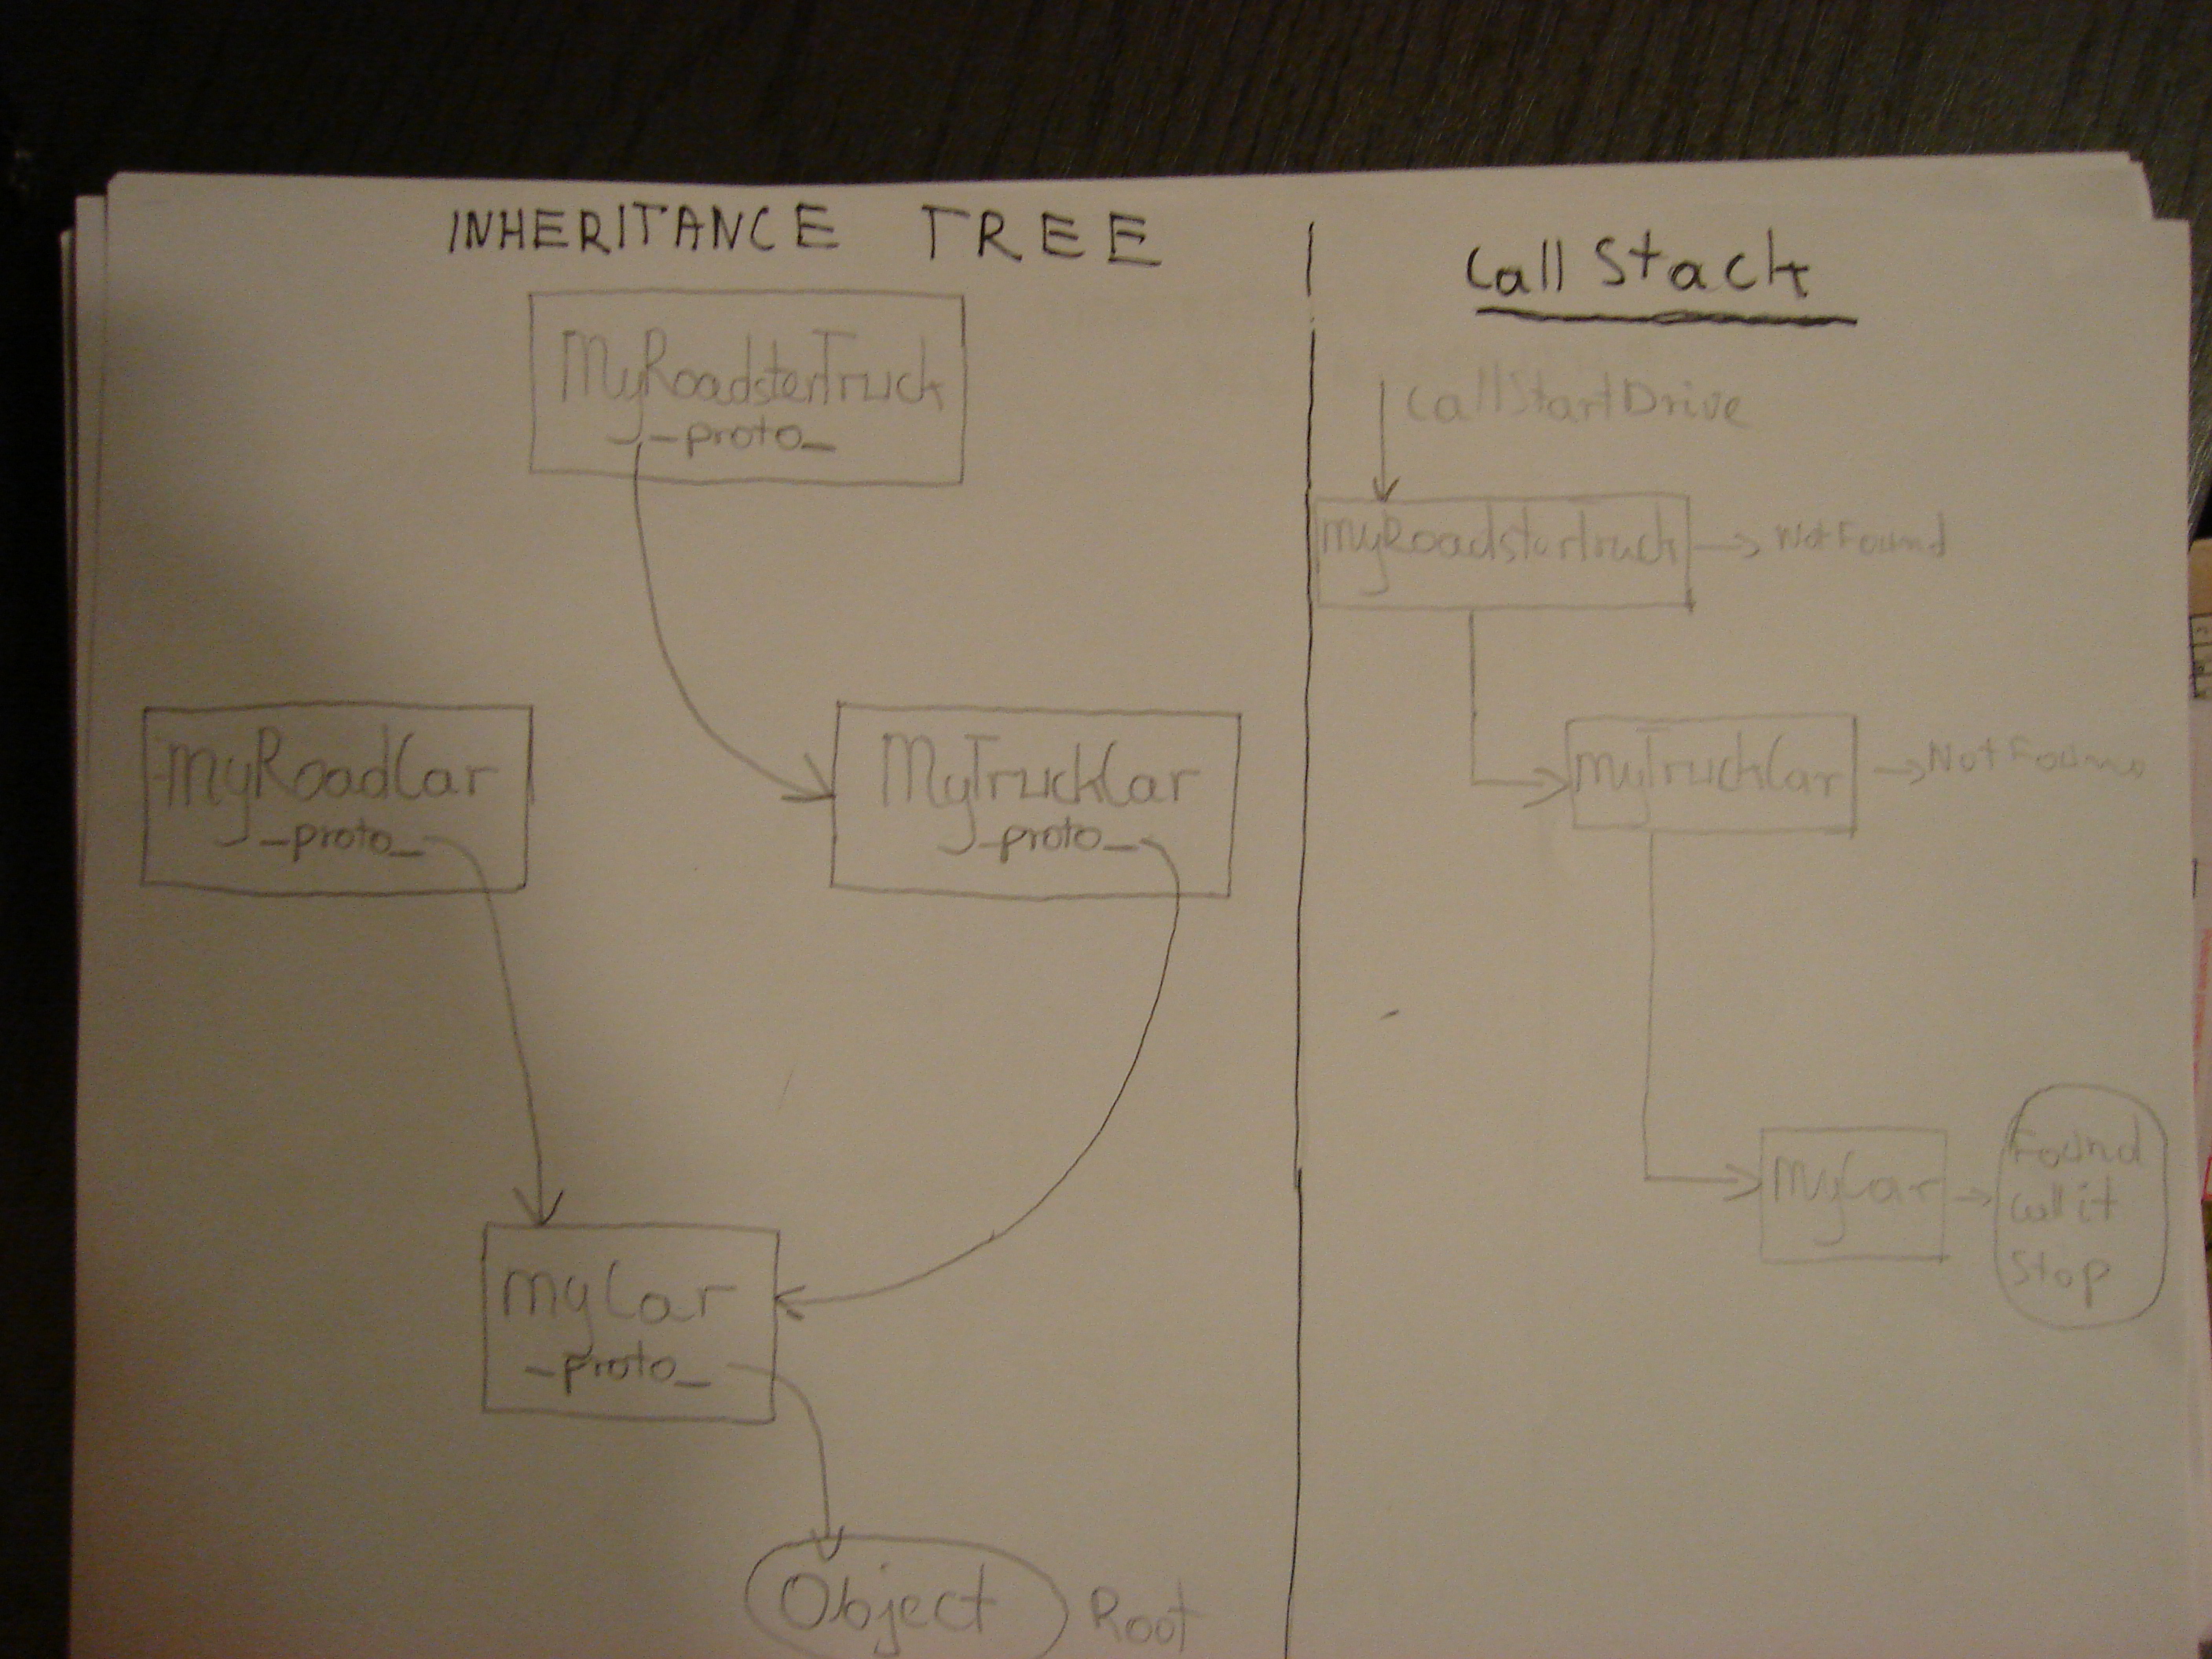 INHERITANCE TREE
MyRoadsterTruck
_proto_
MyRoadCar
_proto_
MyTruckCar
_proto_
MyCar
_proto_
Object
Root
Call Stack
CallStartDrive
MyRoadsterTruck → NotFound
MyTruckCar → NotFound
MyCar →
Found
Call it
Stop